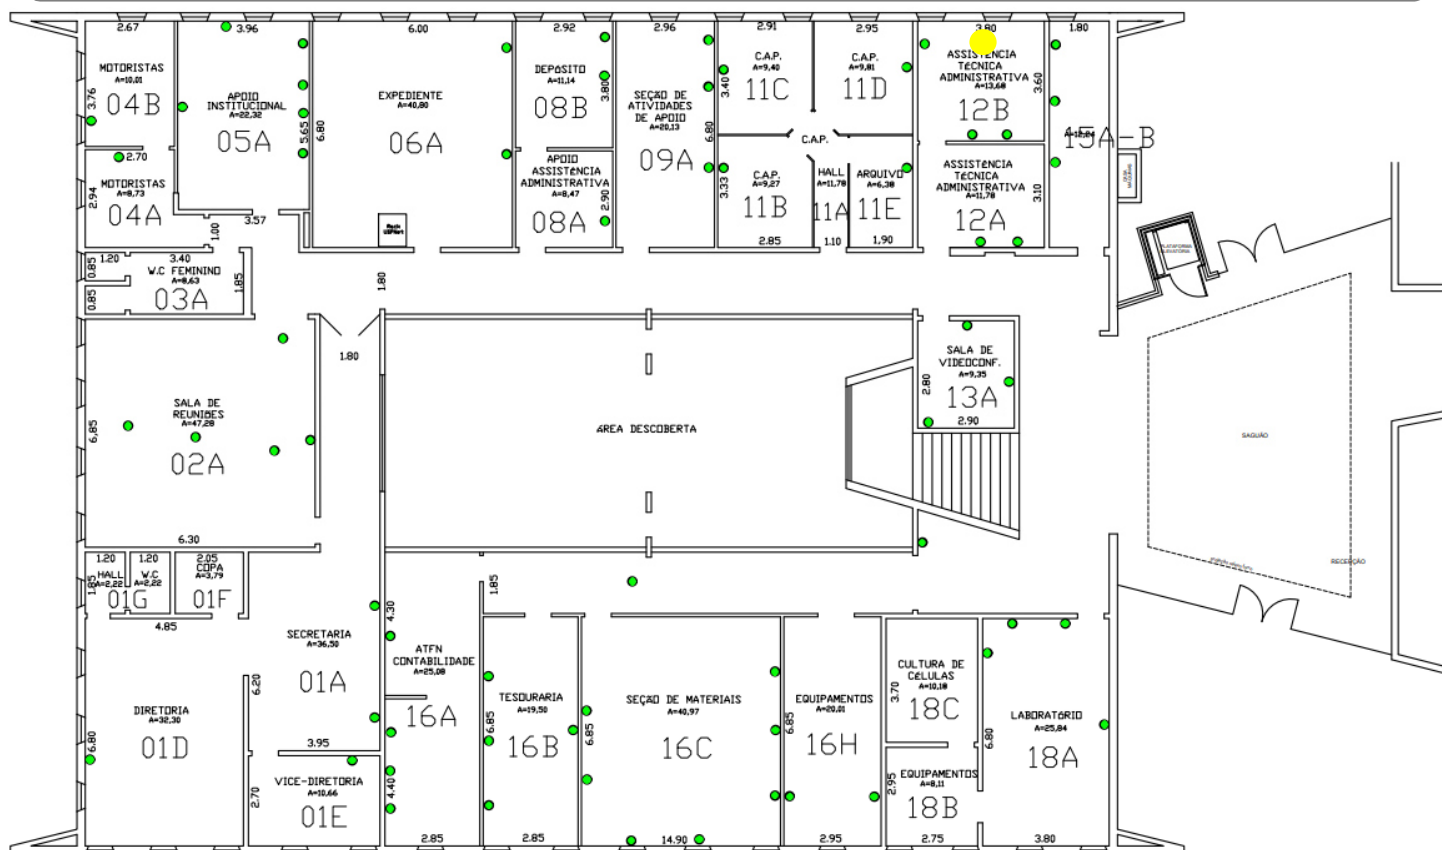 2.67
3.96
6.00
2.92
2.96
2.91
2.95
3.80
1.80
MOTORISTAS
A=10,01
04B
3.76
2.70
MOTORISTAS
A=8,73
04A
2.94
APOIO
INSTITUCIONAL
A=22,32
05A
5.65
3.57
1.00
EXPEDIENTE
A=40,80
06A
6.80
Rack
USPNet
DEPÓSITO
A=11,14
08B
3.80
APOIO
ASSISTÊNCIA
ADMINISTRATIVA
A=8,47
08A
2.90
SEÇÃO DE
ATIVIDADES
DE APOIO
A=20,13
09A
6.80
C.A.P.
A=9,40
11C
3.40
C.A.P.
A=9,81
11D
C.A.P.
C.A.P.
A=9,27
11B
3.33
2.85
HALL
A=11,78
11A
1.10
ARQUIVO
A=6,38
11E
1,90
ASSISTÊNCIA
TÉCNICA
ADMINISTRATIVA
A=13,68
12B
3.60
ASSISTÊNCIA
TÉCNICA
ADMINISTRATIVA
A=11,78
12A
3.10
15A-B
CASA
MÁQUINAS
PLATAFORMA
ELEVATÓRIA
1.20
3.40
0.85
0.85
W.C FEMININO
A=8,63
03A
1.85
1.80
1.80
SALA DE
REUNIÕES
A=47,28
02A
6,85
6.30
ÁREA DESCOBERTA
SALA DE
VIDEOCONF.
A=9,35
13A
2.80
2.90
SAGUÃO
RECEPÇÃO
1.20
1.20
2.05
1.85
HALL
A=2,22
01G
W.C
A=2,22
COPA
A=3,79
01F
4.85
SECRETARIA
A=36,50
01A
6.20
3.95
DIRETORIA
A=32,30
01D
6.80
VICE-DIRETORIA
A=10,66
01E
2.70
4.30
ATFN
CONTABILIDADE
A=25,08
16A
4.40
2.85
1.85
TESOURARIA
A=19,50
16B
6.85
2.85
SEÇÃO DE MATERIAIS
A=40,97
16C
6.85
14.90
EQUIPAMENTOS
A=20,01
16H
6.85
2.95
CULTURA DE
CÉLULAS
A=10,18
18C
3.70
EQUIPAMENTOS
A=8,11
18B
2.95
2.75
LABORATÓRIO
A=25,84
18A
6.80
3.80